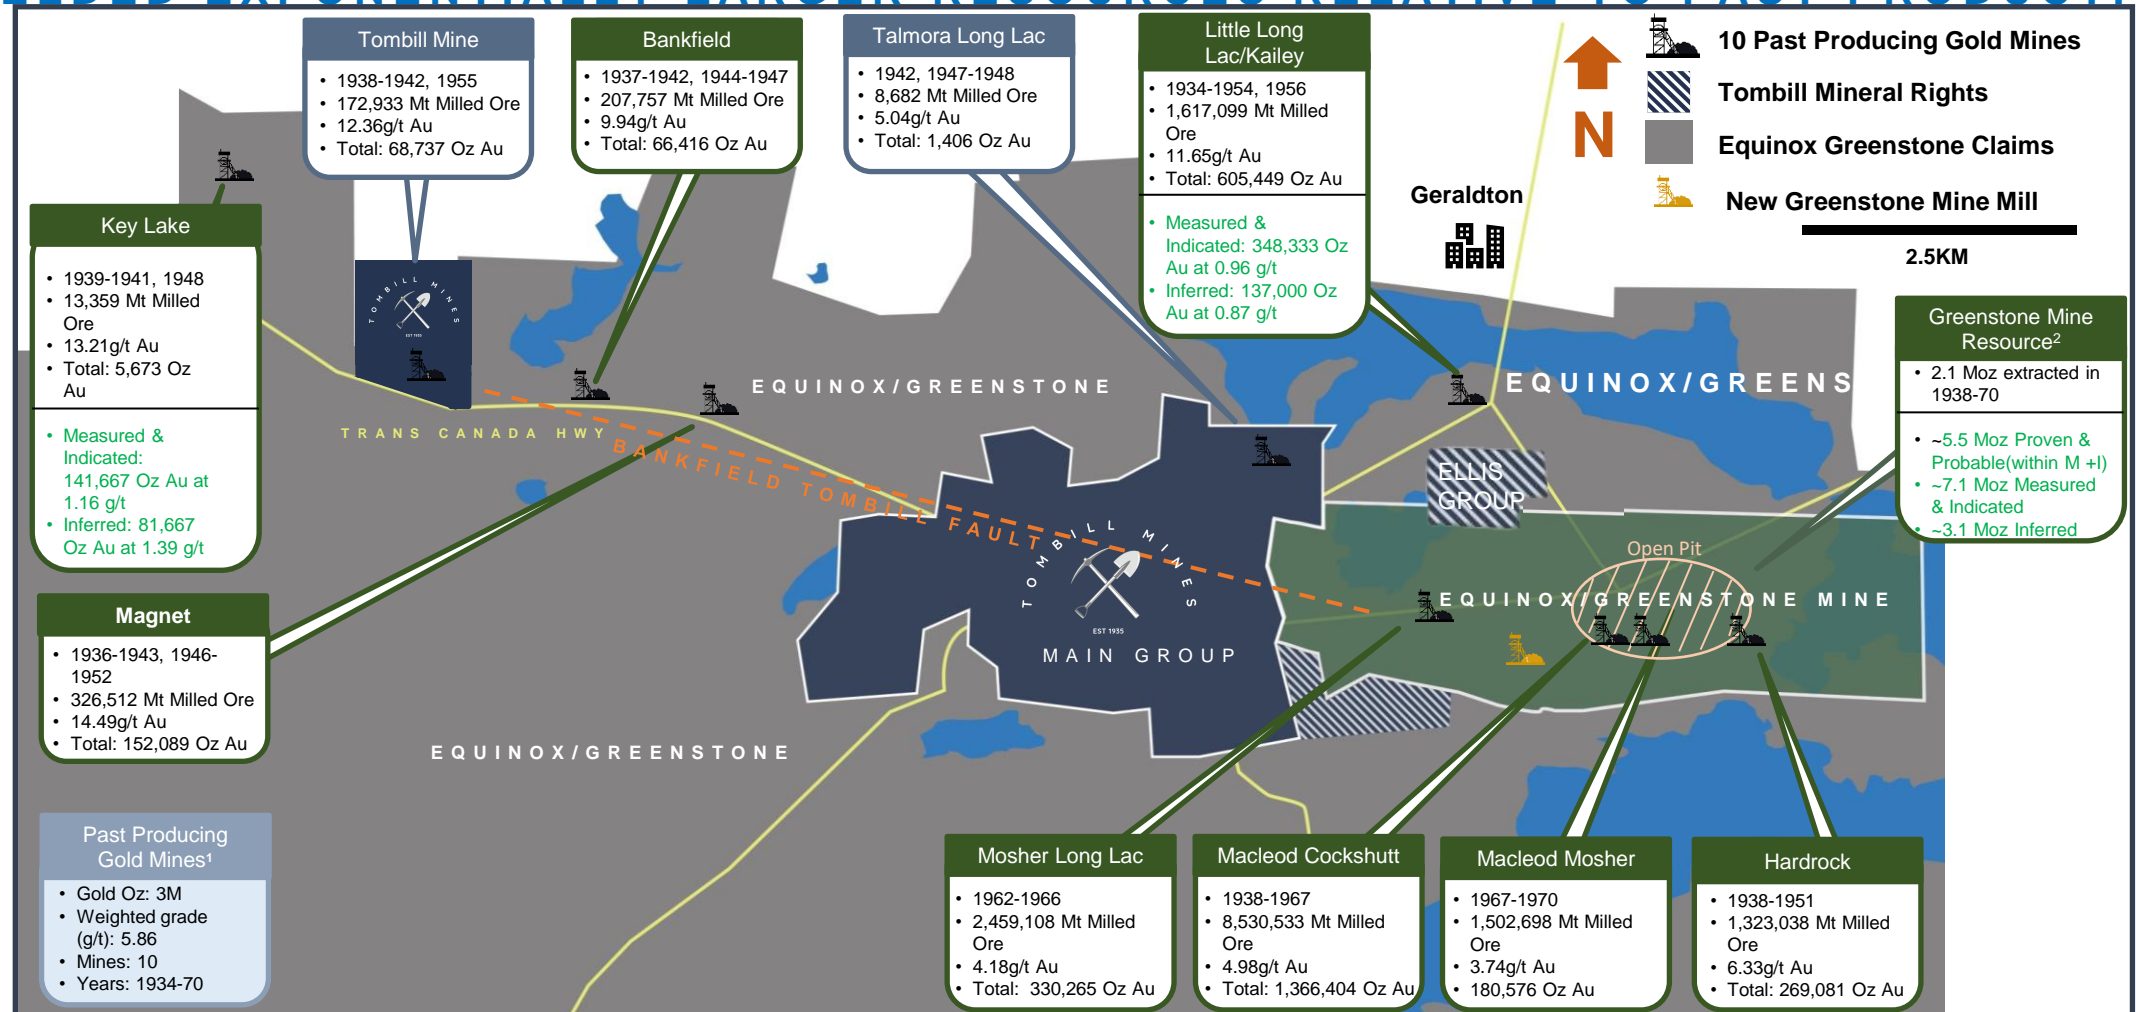 Tombill Mine
• 1938-1942, 1955
• 172,933 Mt Milled Ore
• 12.36g/t Au
• Total: 68,737 Oz Au
Bankfield
• 1937-1942, 1944-1947
• 207,757 Mt Milled Ore
• 9.94g/t Au
• Total: 66,416 Oz Au
Talmora Long Lac
• 1942, 1947-1948
• 8,682 Mt Milled Ore
• 5.04g/t Au
• Total: 1,406 Oz Au
Little Long
Lac/Kailey
• 1934-1954, 1956
• 1,617,099 Mt Milled
Ore
• 11.65g/t Au
• Total: 605,449 Oz Au
• Measured &
Indicated: 348,333 Oz
Au at 0.96 g/t
• Inferred: 137,000 Oz
Au at 0.87 g/t
N
10 Past Producing Gold Mines
Tombill Mineral Rights
Equinox Greenstone Claims
New Greenstone Mine Mill
2.5KM
Geraldton
Key Lake
• 1939-1941, 1948
• 13,359 Mt Milled
Ore
• 13.21g/t Au
• Total: 5,673 Oz
Au
• Measured &
Indicated:
141,667 Oz Au at
1.16 g/t
• Inferred: 81,667
Oz Au at 1.39 g/t
TOMBILL MINES
EST 1935
Greenstone Mine
Resource²
• 2.1 Moz extracted in
1938-70
• ~5.5 Moz Proven &
Probable(within M +I)
• ~7.1 Moz Measured
& Indicated
• ~3.1 Moz Inferred
EQUINOX/GREENSTONE
EQUINOX/GREENS
TRANS CANADA HWY
BANKFIELD TOMBILL FAULT
ELLIS
GROUP
Open Pit
EQUINOX/GREENSTONE MINE
TOMBILL MINES
EST 1935
MAIN GROUP
Magnet
• 1936-1943, 1946-
1952
• 326,512 Mt Milled Ore
• 14.49g/t Au
• Total: 152,089 Oz Au
EQUINOX/GREENSTONE
Past Producing
Gold Mines¹
• Gold Oz: 3M
• Weighted grade
(g/t): 5.86
• Mines: 10
• Years: 1934-70
Mosher Long Lac
• 1962-1966
• 2,459,108 Mt Milled
Ore
• 4.18g/t Au
• Total: 330,265 Oz Au
Macleod Cockshutt
• 1938-1967
• 8,530,533 Mt Milled
Ore
• 4.98g/t Au
• Total: 1,366,404 Oz Au
Macleod Mosher
• 1967-1970
• 1,502,698 Mt Milled
Ore
• 3.74g/t Au
• 180,576 Oz Au
Hardrock
• 1938-1951
• 1,323,038 Mt Milled
Ore
• 6.33g/t Au
• Total: 269,081 Oz Au